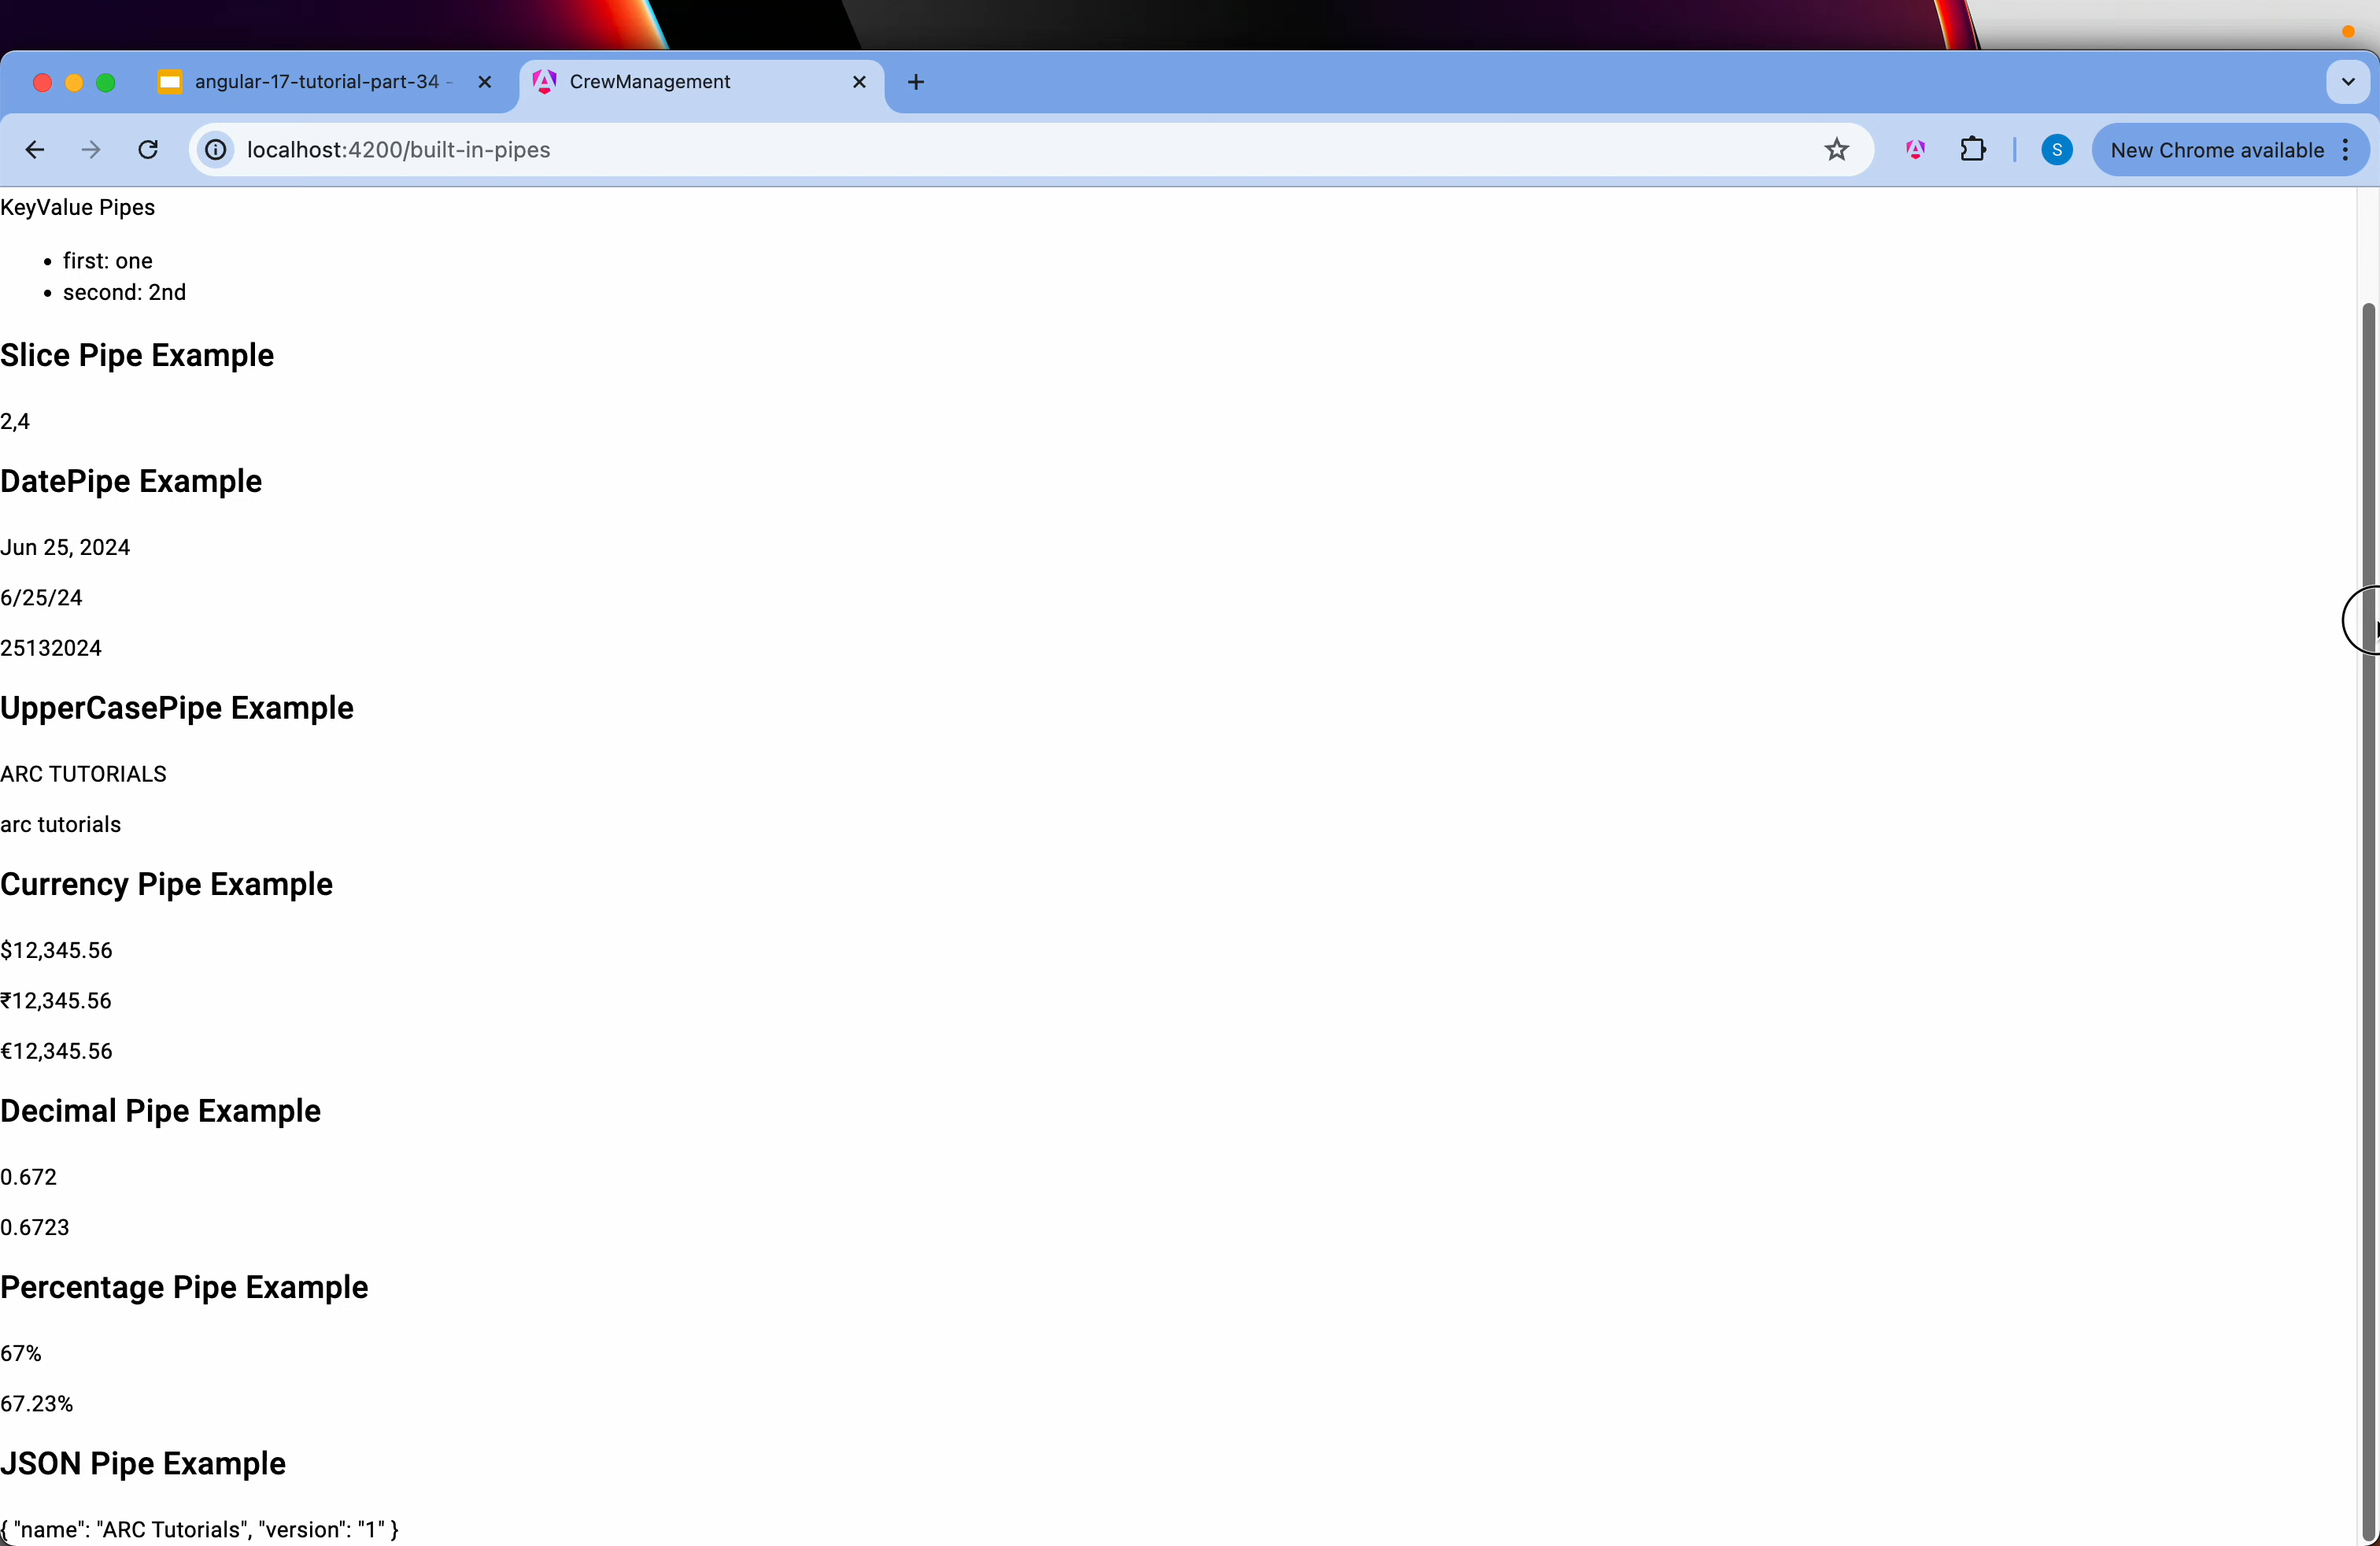 angular-17-tutorial-part-34 -
CrewManagement
localhost:4200/built-in-pipes
S
New Chrome available
KeyValue Pipes
• first: one
• second: 2nd
Slice Pipe Example
2,4
DatePipe Example
Jun 25, 2024
6/25/24
25132024
UpperCasePipe Example
ARC TUTORIALS
arc tutorials
Currency Pipe Example
$12,345.56
₹12,345.56
€12,345.56
Decimal Pipe Example
0.672
0.6723
Percentage Pipe Example
67%
67.23%
JSON Pipe Example
{ "name": "ARC Tutorials", "version": "1" }